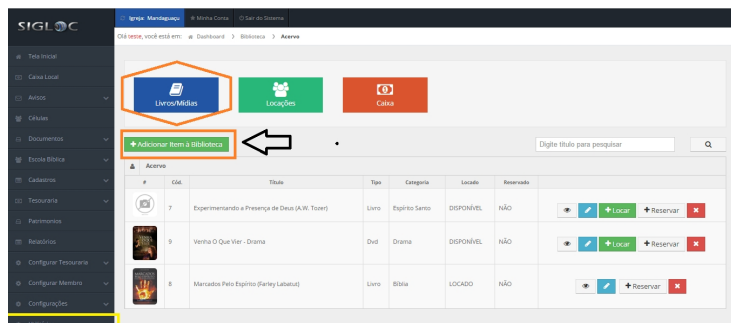 SIGLOC
Igreja: Mandaguaçu
Minha Conta
Sair do Sistema
Olá teste, você está em: Dashboard > Biblioteca > Acervo
Tela Inicial
Caixa Local
Avisos
Células
Documentos
Escola Bíblica
Cadastros
Tesouraria
Patrimonios
Relatórios
Configurar Tesouraria
Configurar Membro
Configurações
Livros/Mídias
Locações
Caixa
+Adicionar Item à Biblioteca
Digite titulo para pesquisar
Acervo
# Cód. Título Tipo Categoria Locado Reservado
7 Experimentando a Presença de Deus (A.W. Tozer) Livro Espírito Santo DISPONÍVEL NÃO +Locar +Reservar
9 Venha O Que Vier - Drama Dvd Drama DISPONÍVEL NÃO +Locar +Reservar
8 Marcados Pelo Espírito (Farley Labatut) Livro Bíblia LOCADO NÃO +Reservar